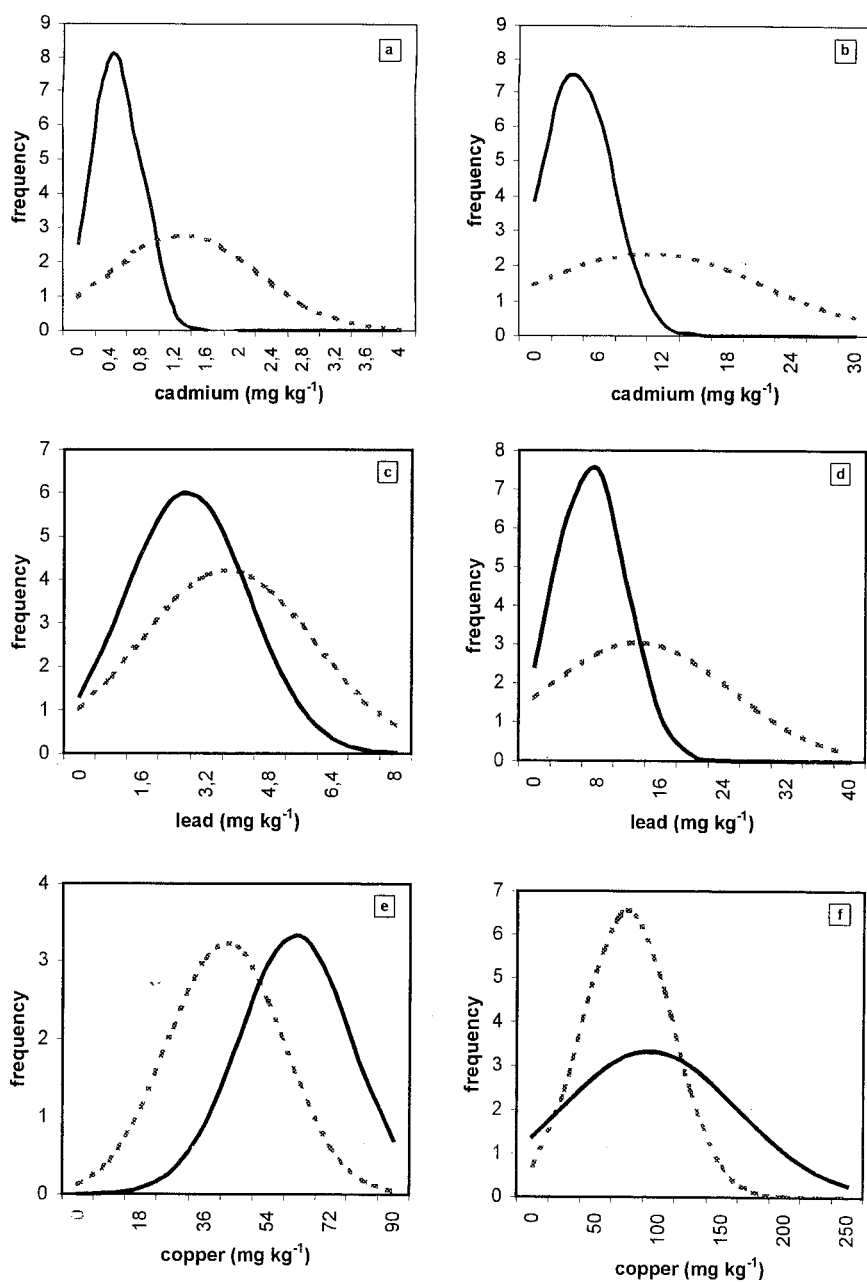 a
9
8
7
6
5
4
3
2
1
0
frequency
0 0,4 0,8 1,2 1,6 2 2,4 2,8 3,2 3,6 4
cadmium (mg kg⁻¹)
b
9
8
7
6
5
4
3
2
1
0
frequency
0 6 12 18 24 30
cadmium (mg kg⁻¹)
c
7
6
5
4
3
2
1
0
frequency
0 1,6 3,2 4,8 6,4 8
lead (mg kg⁻¹)
d
8
7
6
5
4
3
2
1
0
frequency
0 8 16 24 32 40
lead (mg kg⁻¹)
e
4
3
2
1
0
frequency
0 18 36 54 72 90
copper (mg kg⁻¹)
f
7
6
5
4
3
2
1
0
frequency
0 50 100 150 200 250
copper (mg kg⁻¹)